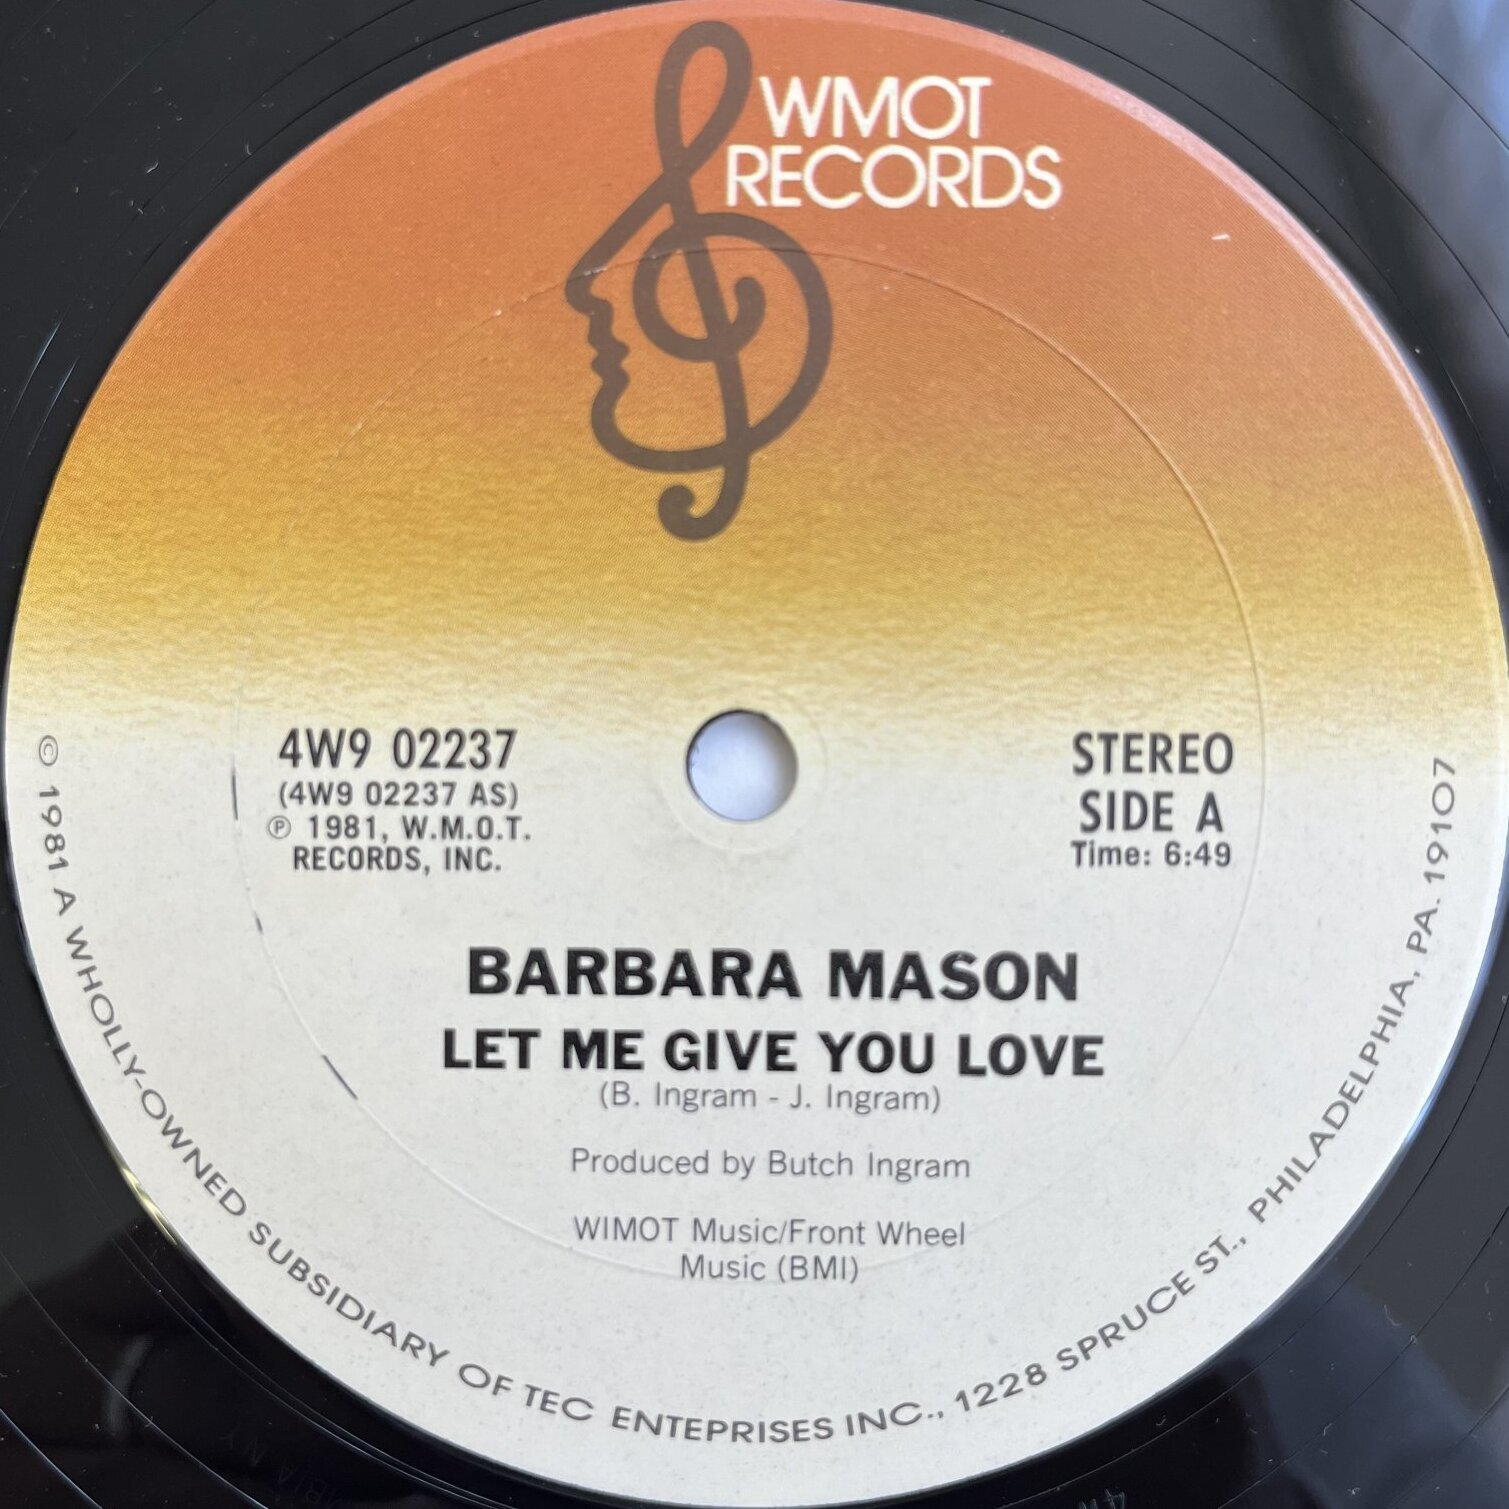 WMOT
RECORDS
4W9 02237
(4W9 02237 AS)
℗ 1981, W.M.O.T.
RECORDS, INC.
STEREO
SIDE A
Time: 6:49
BARBARA MASON
LET ME GIVE YOU LOVE
(B. Ingram - J. Ingram)
Produced by Butch Ingram
WIMOT Music/Front Wheel
Music (BMI)
© 1981 A WHOLLY-OWNED SUBSIDIARY OF TEC ENTEPRISES INC., 1228 SPRUCE ST., PHILADELPHIA, PA. 19107